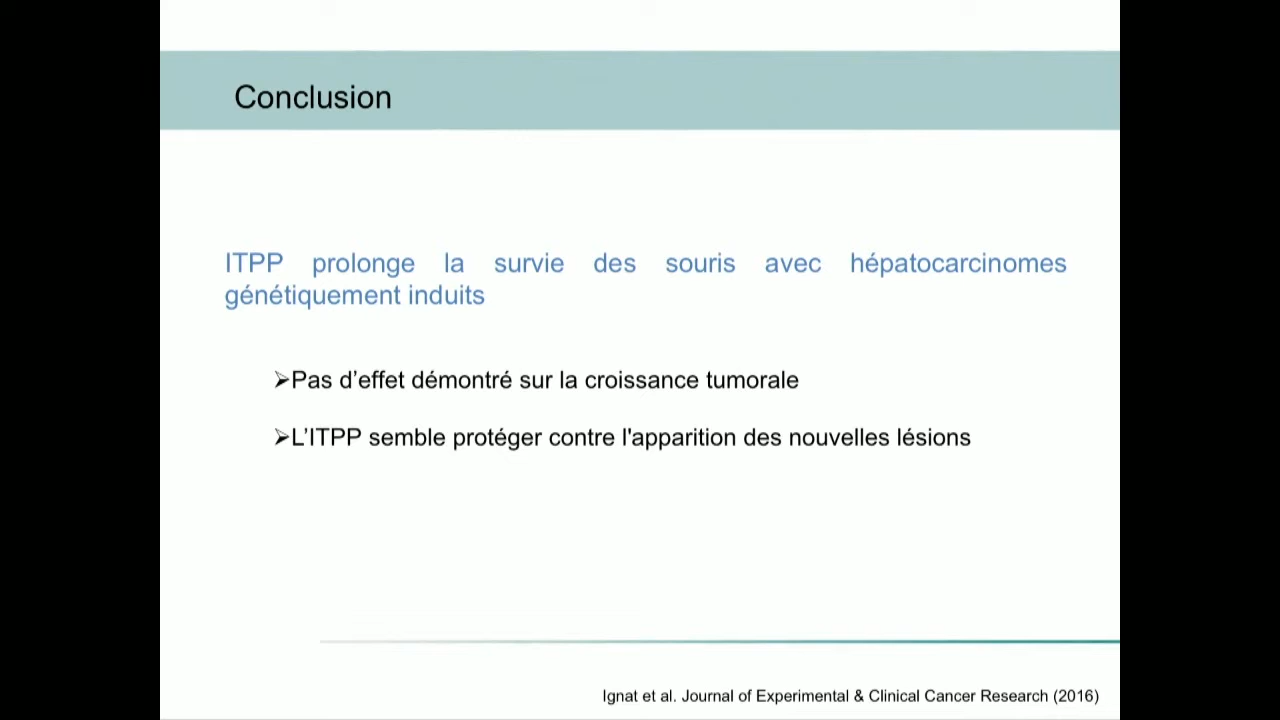 Conclusion
ITPP prolonge la survie des souris avec hépatocarcinomes
génétiquement induits
➢Pas d’effet démontré sur la croissance tumorale
➢L’ITPP semble protéger contre l'apparition des nouvelles lésions
Ignat et al. Journal of Experimental & Clinical Cancer Research (2016)